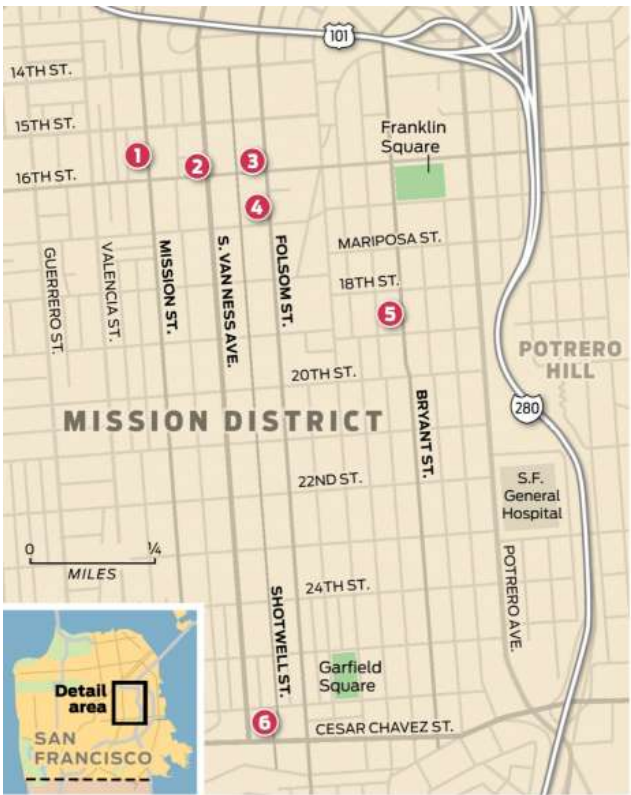 101
14TH ST.
15TH ST.
16TH ST.
1
2
3
4
Franklin
Square
MARIPOSA ST.
18TH ST.
5
GUERRERO ST.
VALENCIA ST.
MISSION ST.
S. VAN NESS AVE.
FOLSOM ST.
20TH ST.
POTRERO
HILL
280
MISSION DISTRICT
BRYANT ST.
22ND ST.
S.F.
General
Hospital
0 ¼
MILES
24TH ST.
SHOTWELL ST.
POTRERO AVE.
Garfield
Square
6
CESAR CHAVEZ ST.
Detail
area
SAN
FRANCISCO